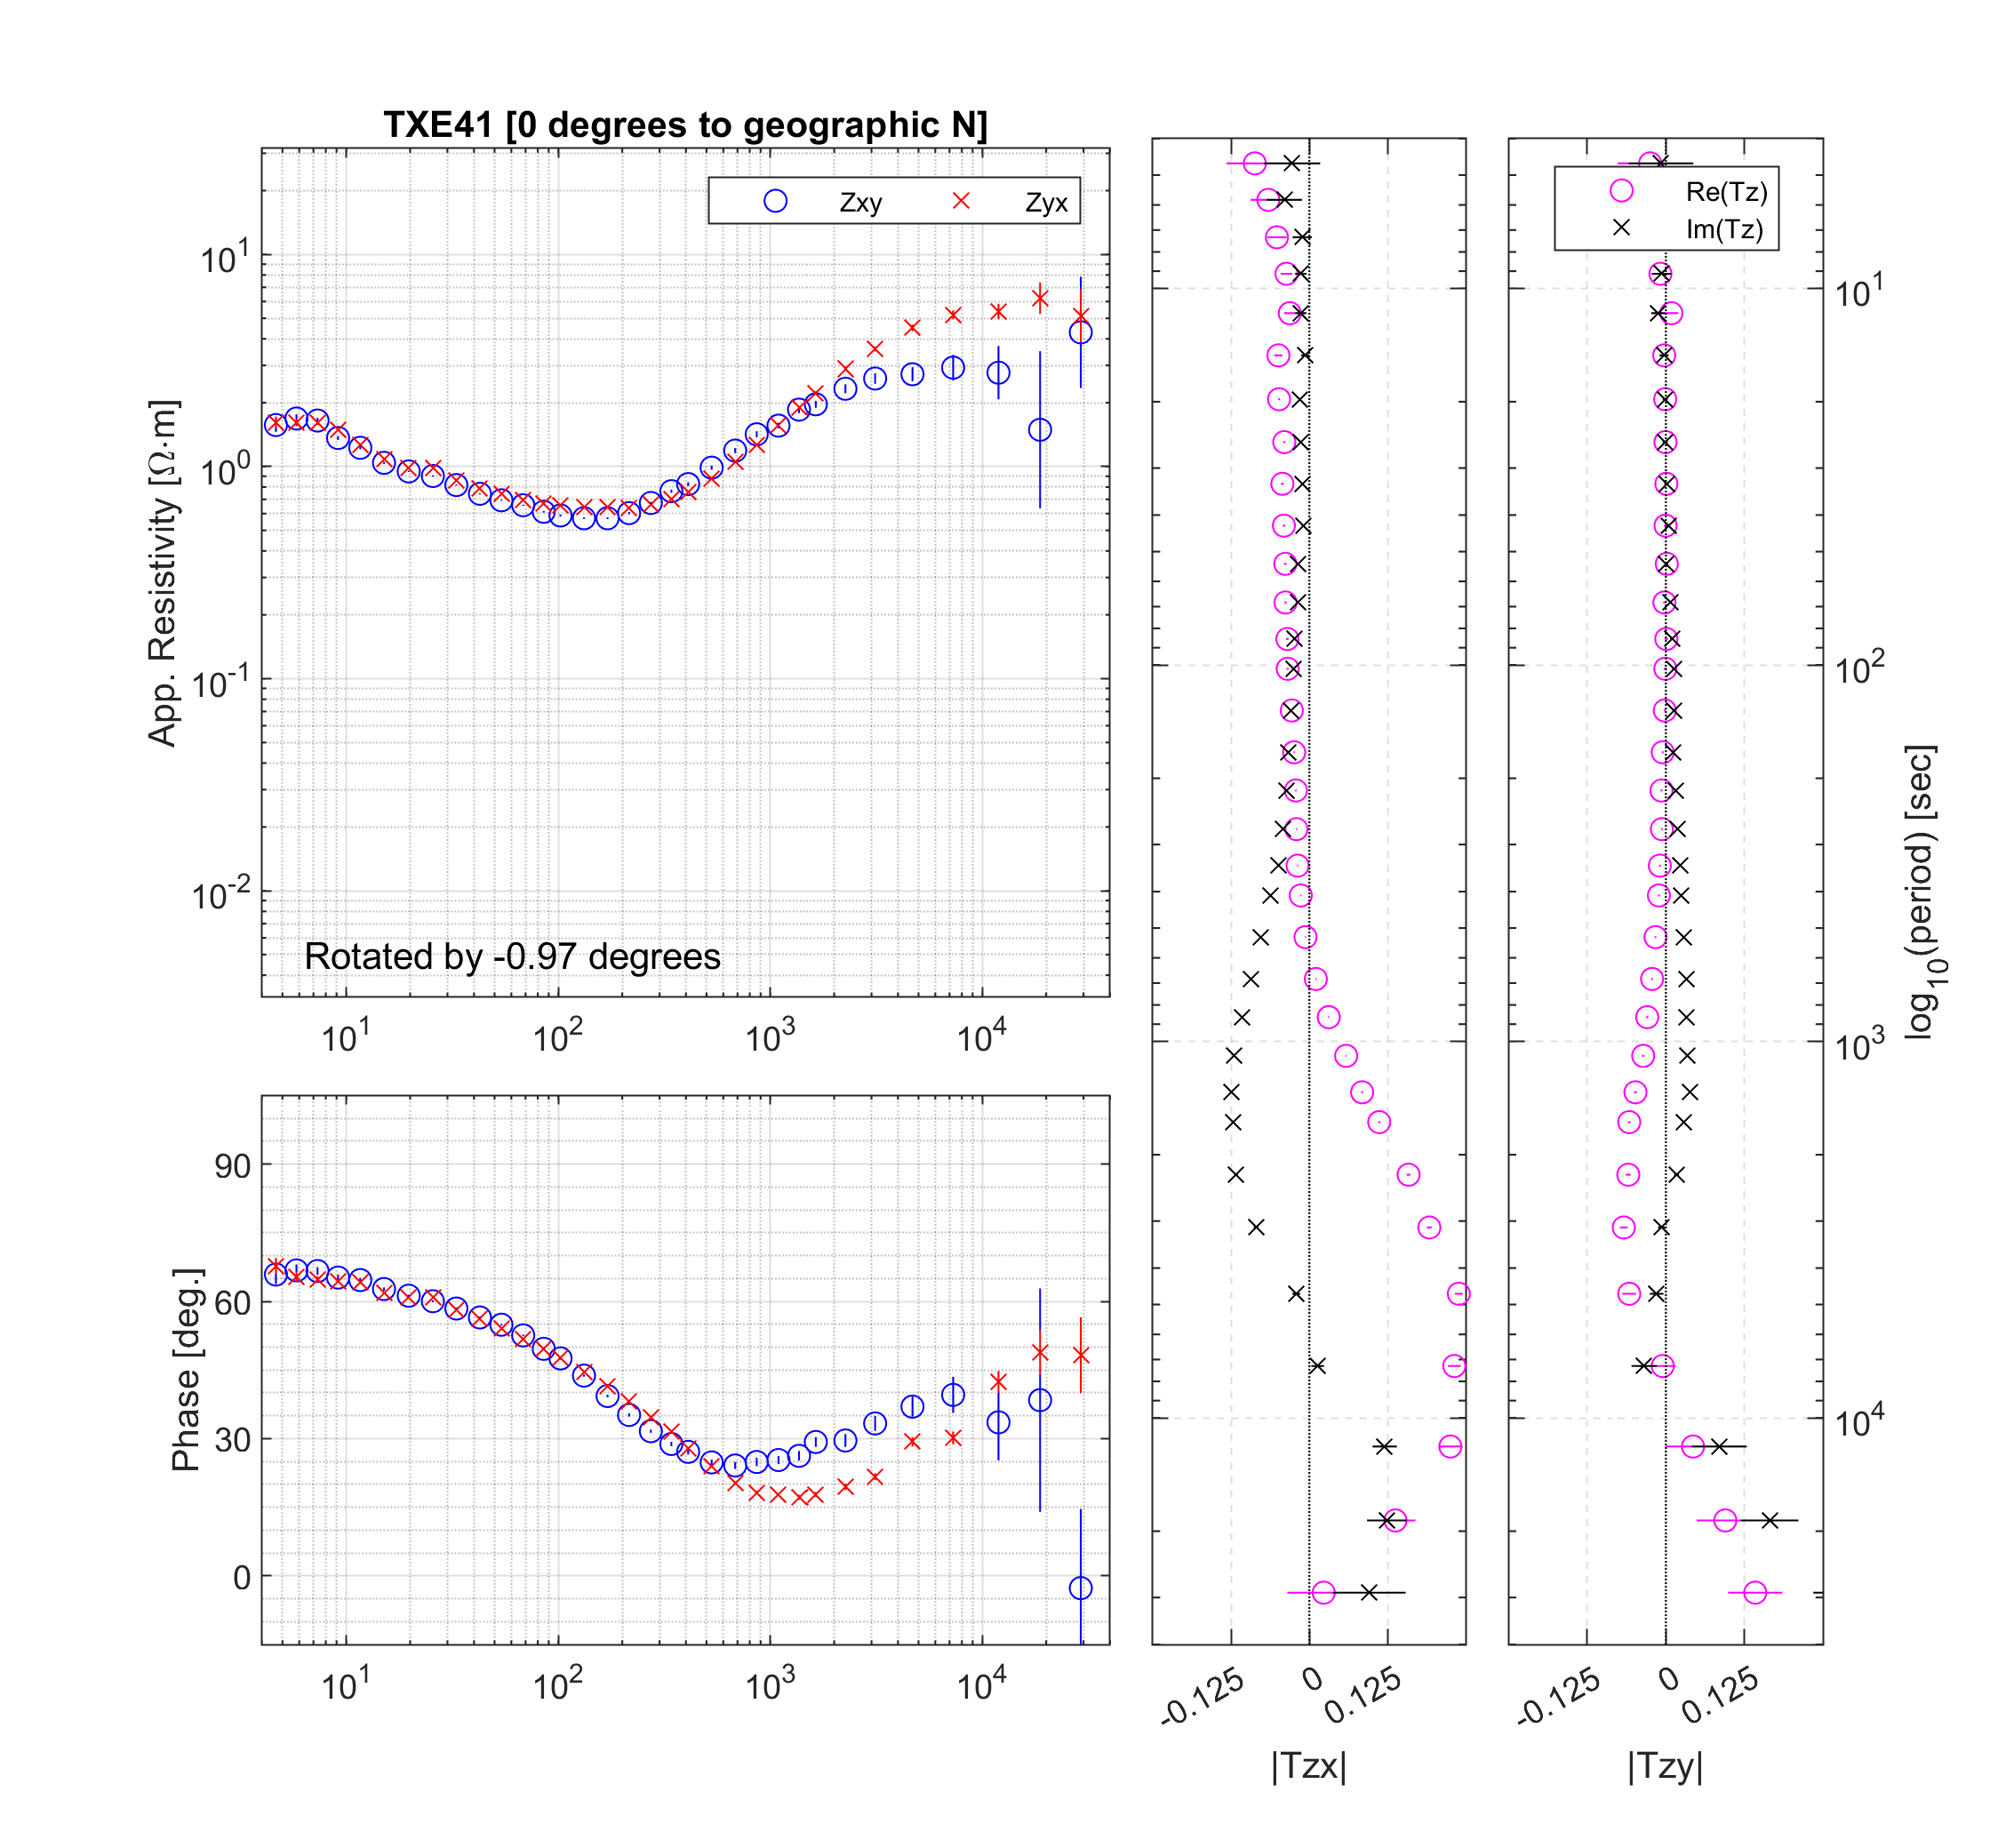 TXE41 [0 degrees to geographic N]
Zxy Zyx
App. Resistivity [Ω·m]
10^1
10^0
10^-1
10^-2
Rotated by -0.97 degrees
10^1 10^2 10^3 10^4
Phase [deg.]
90
60
30
0
10^1 10^2 10^3 10^4
-0.125 0 0.125
|Tzx|
Re(Tz)
Im(Tz)
10^1
10^2
10^3
10^4
log_10(period) [sec]
-0.125 0 0.125
|Tzy|